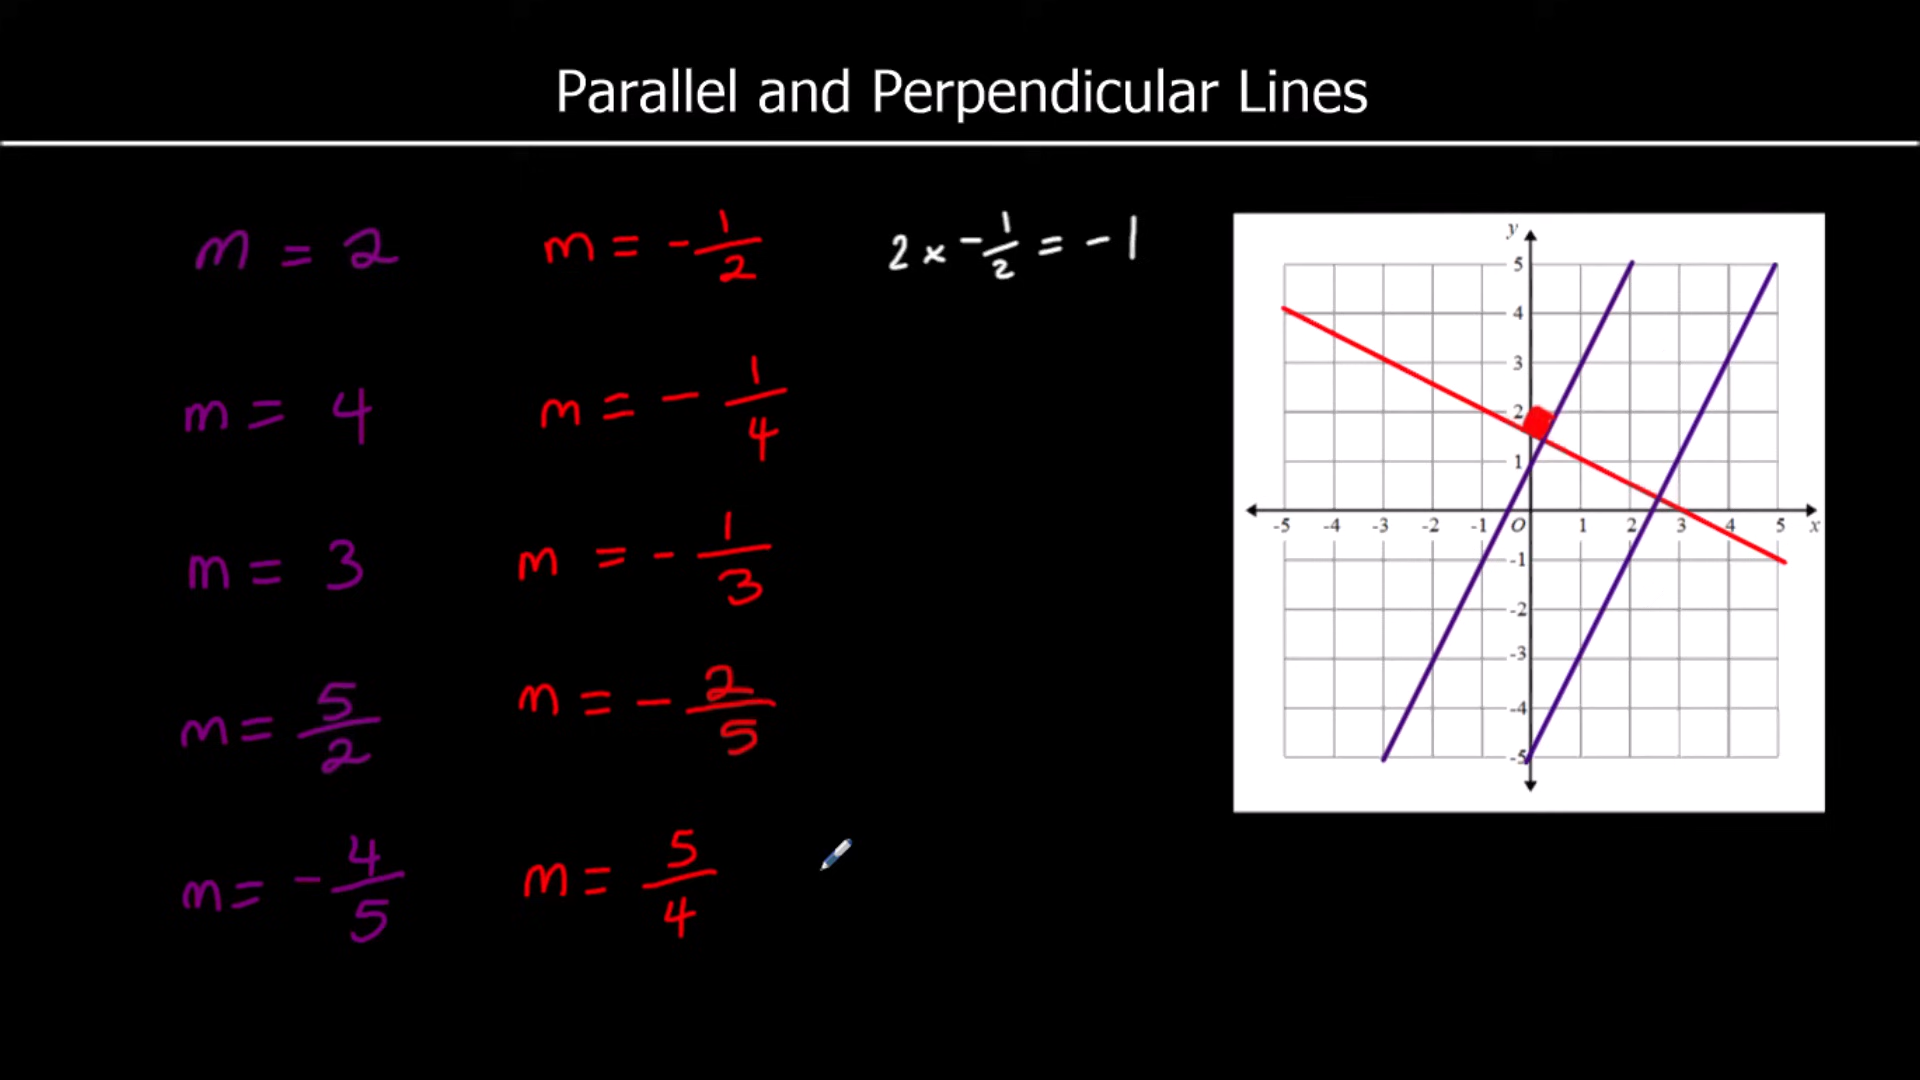 Parallel and Perpendicular Lines
m = 2 m = -1/2 2 x -1/2 = -1
m = 4 m = -1/4
m = 3 m = -1/3
m = 5/2 m = -2/5
m = -4/5 m = 5/4
y
5
4
3
2
1
-5 -4 -3 -2 -1 O 1 2 3 4 5 x
-1
-2
-3
-4
-5